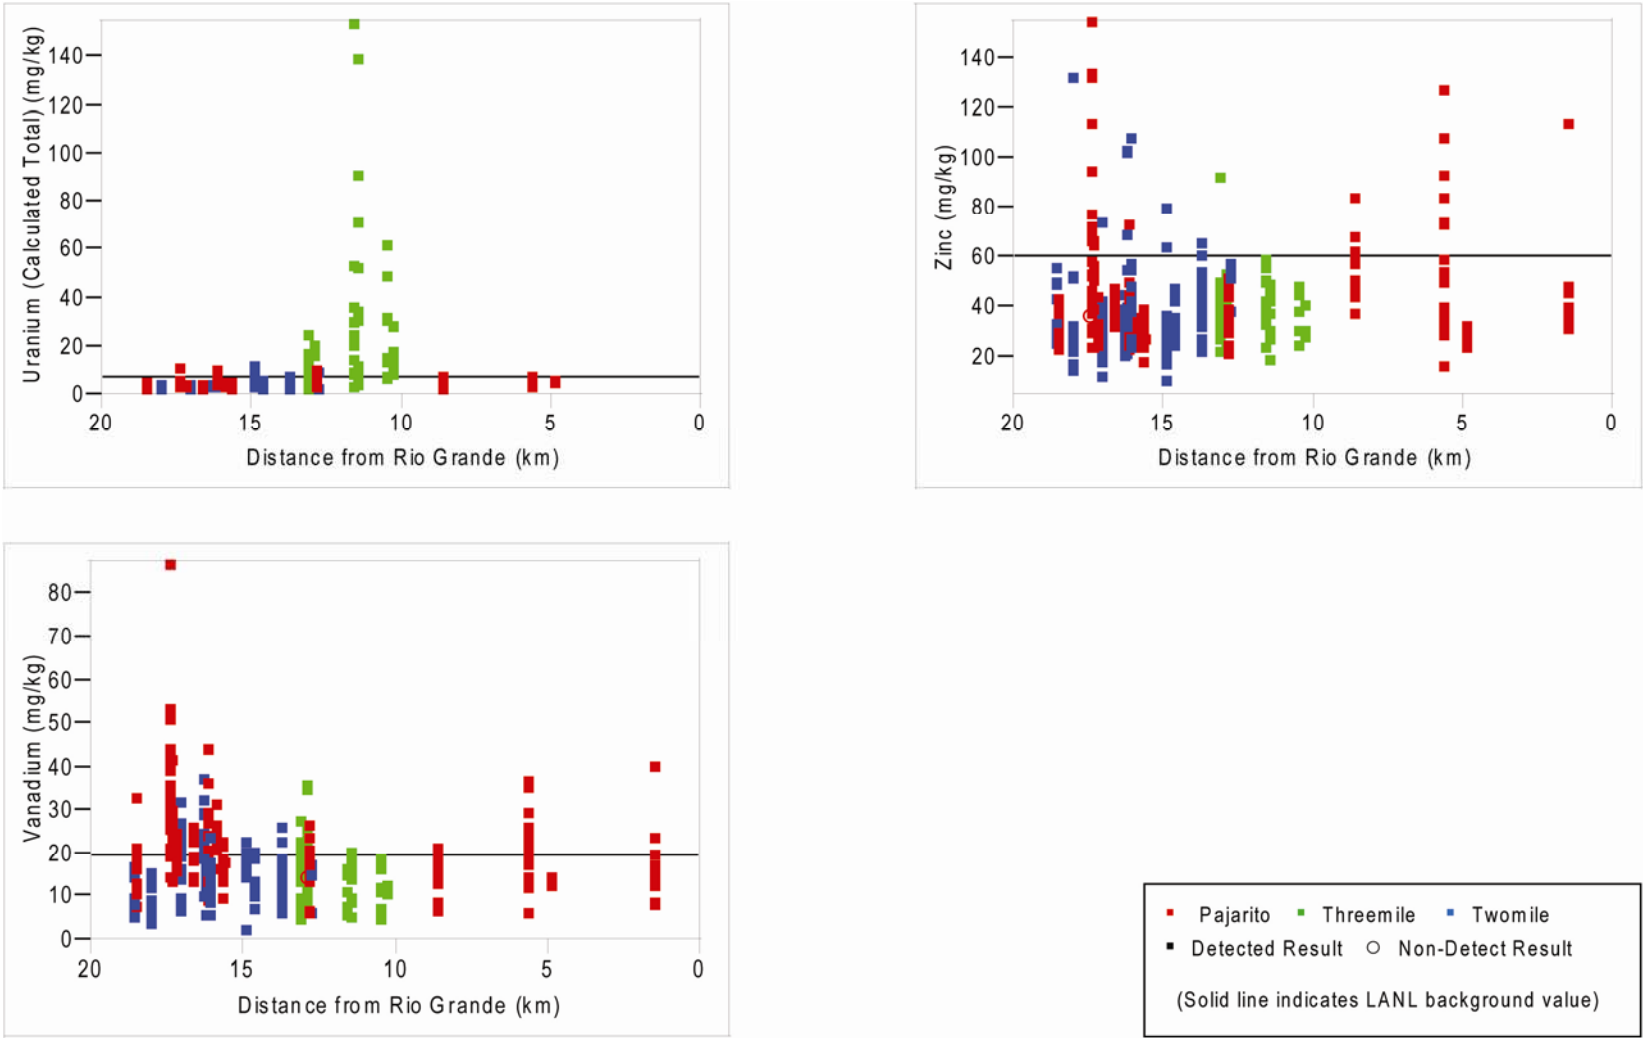 Uranium (Calculated Total) (mg/kg)
140
120
100
80
60
40
20
0
20 15 10 5 0
Distance from Rio Grande (km)
Zinc (mg/kg)
140
120
100
80
60
40
20
20 15 10 5 0
Distance from Rio Grande (km)
Vanadium (mg/kg)
80
70
60
50
40
30
20
10
0
20 15 10 5 0
Distance from Rio Grande (km)
Pajarito Threemile Twomile
Detected Result Non-Detect Result
(Solid line indicates LANL background value)